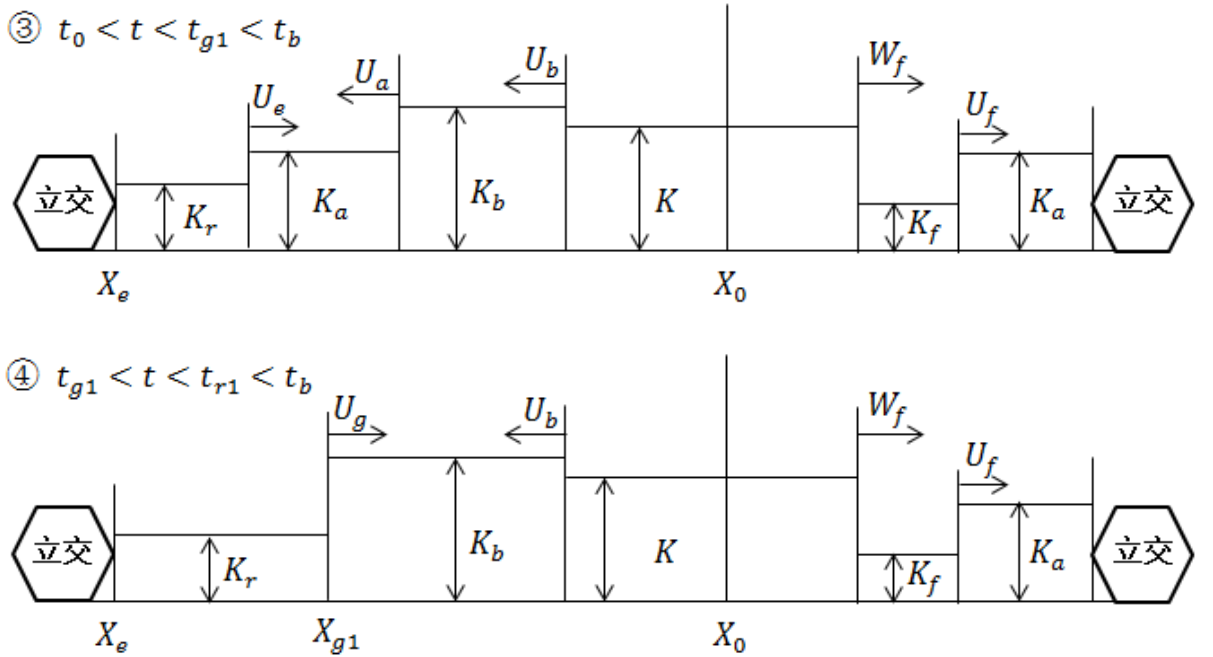 ③ t₀ < t < t_{g1} < t_b
U_a U_b W_f
U_e U_f
立交 K_r K_a K_b K K_f K_a 立交
X_e X₀
④ t_{g1} < t < t_{r1} < t_b
U_g U_b W_f
U_f
立交 K_r K_b K K_f K_a 立交
X_e X_{g1} X₀